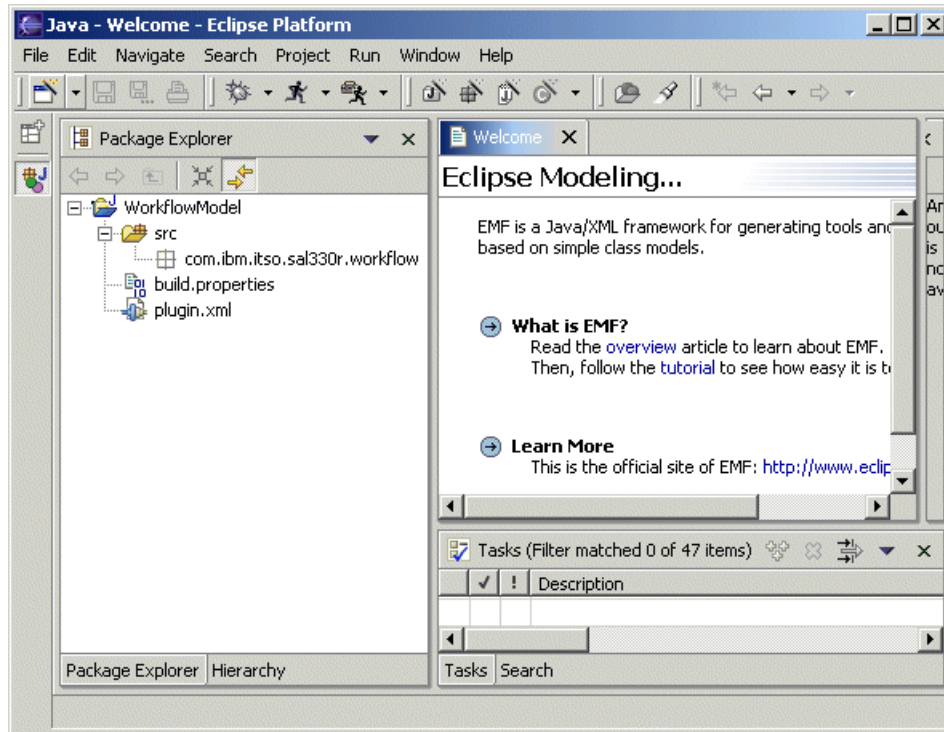 Java - Welcome - Eclipse Platform
File Edit Navigate Search Project Run Window Help
Package Explorer
WorkflowModel
src
com.ibm.itso.sal330r.workflow
build.properties
plugin.xml
Package Explorer Hierarchy
Welcome
Eclipse Modeling...
EMF is a Java/XML framework for generating tools and
based on simple class models.
What is EMF?
Read the overview article to learn about EMF.
Then, follow the tutorial to see how easy it is to
Learn More
This is the official site of EMF: http://www.eclip
Tasks (Filter matched 0 of 47 items)
! Description
Tasks Search